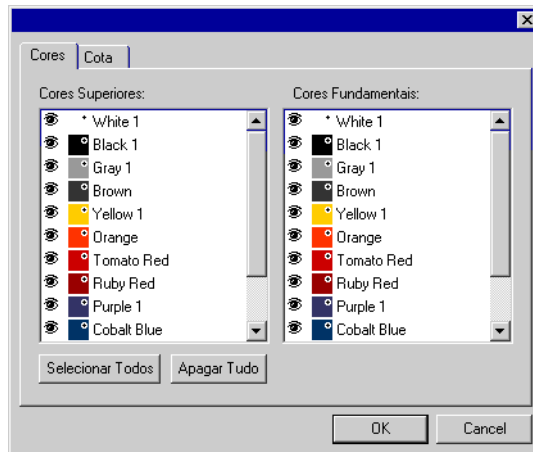 Cores Cota
Cores Superiores:
White 1
Black 1
Gray 1
Brown
Yellow 1
Orange
Tomato Red
Ruby Red
Purple 1
Cobalt Blue
Cores Fundamentais:
White 1
Black 1
Gray 1
Brown
Yellow 1
Orange
Tomato Red
Ruby Red
Purple 1
Cobalt Blue
Selecionar Todos Apagar Tudo
OK Cancel